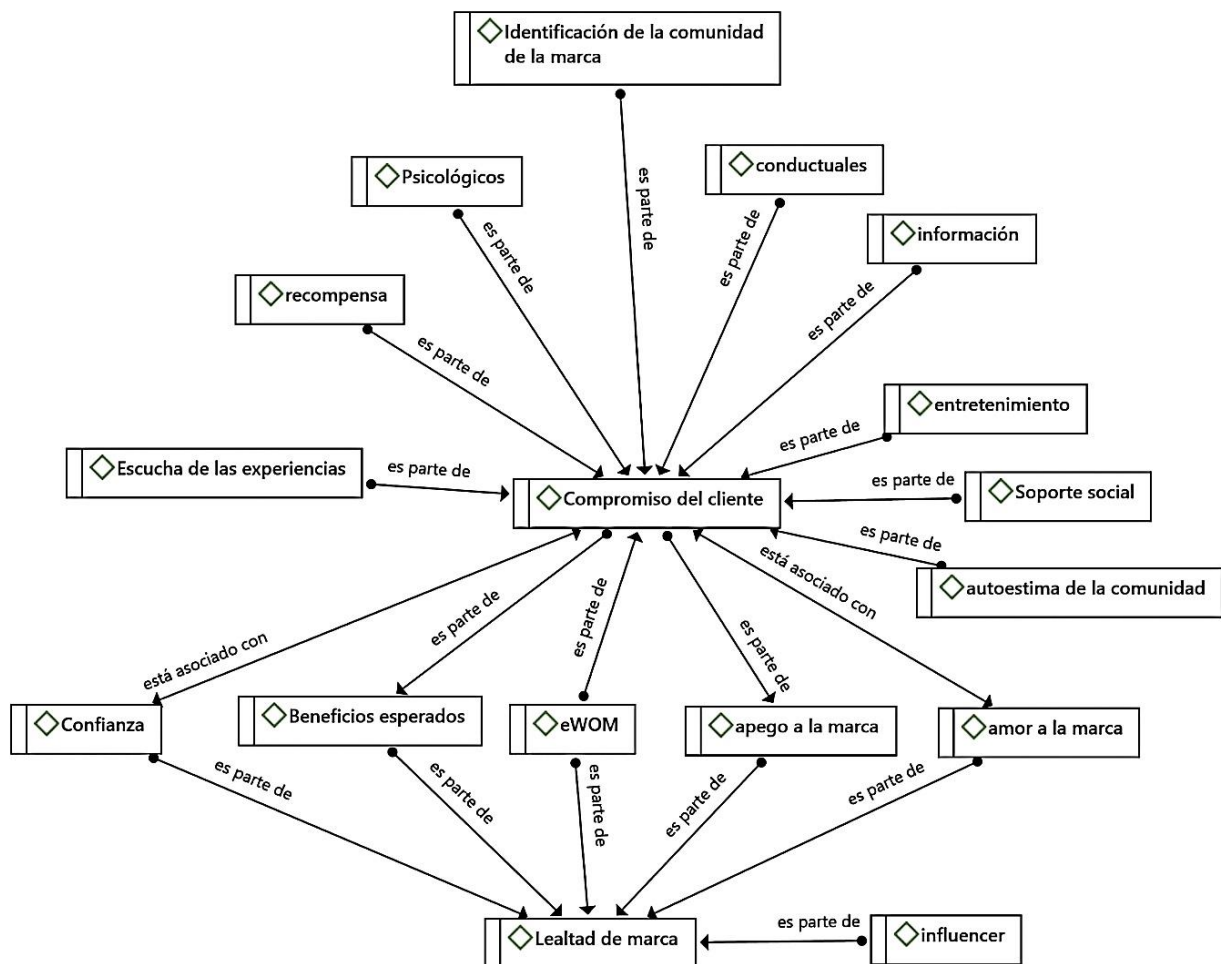 Identificación de la comunidad
de la marca
Psicológicos
conductuales
es parte de
información
es parte de
es parte de
recompensa
es parte de
es parte de
entretenimiento
es parte de
Escucha de las experiencias
es parte de
es parte de
Soporte social
Compromiso del cliente
es parte de
autoestima de la comunidad
está asociado con
es parte de
es parte de
es parte de
está asociado con
Confianza
Beneficios esperados
eWOM
apego a la marca
amor a la marca
es parte de
es parte de
es parte de
es parte de
es parte de
Lealtad de marca
es parte de
influencer